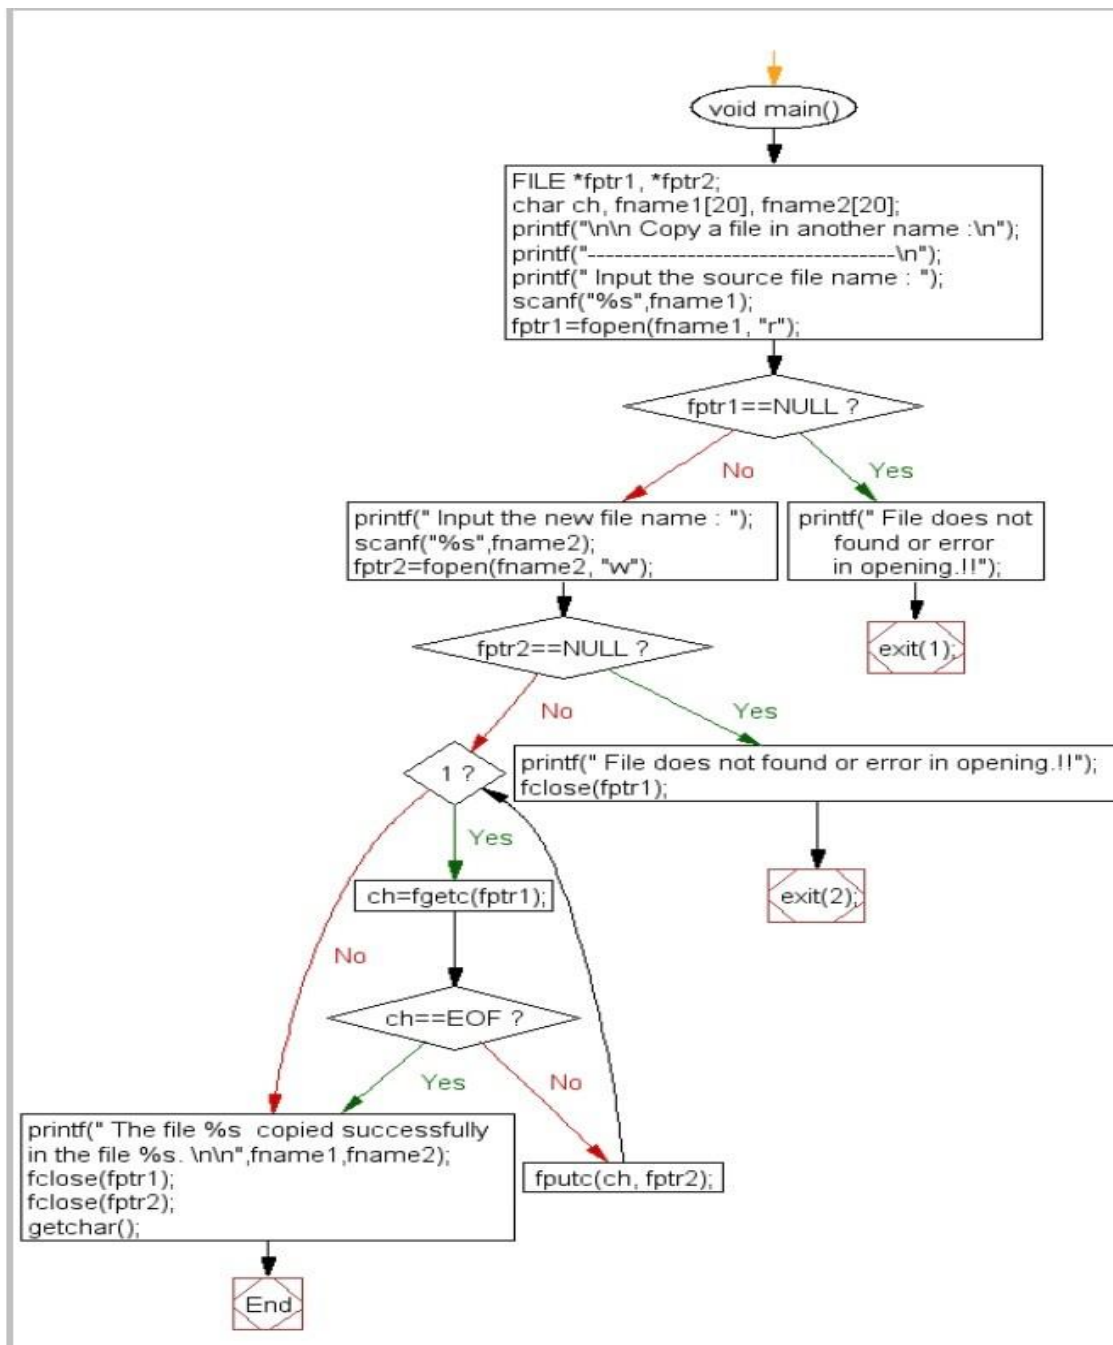 void main()
FILE *fptr1, *fptr2;
char ch, fname1[20], fname2[20];
printf("\n\n Copy a file in another name :\n");
printf("----------------------------------\n");
printf(" Input the source file name : ");
scanf("%s",fname1);
fptr1=fopen(fname1, "r");
fptr1==NULL ?
No
Yes
printf(" Input the new file name : ");
scanf("%s",fname2);
fptr2=fopen(fname2, "w");
printf(" File does not
found or error
in opening.!!");
exit(1);
fptr2==NULL ?
No
Yes
1 ?
printf(" File does not found or error in opening.!!");
fclose(fptr1);
exit(2);
Yes
ch=fgetc(fptr1);
No
ch==EOF ?
Yes
No
printf(" The file %s  copied successfully
in the file %s. \n\n",fname1,fname2);
fclose(fptr1);
fclose(fptr2);
getchar();
fputc(ch, fptr2);
End